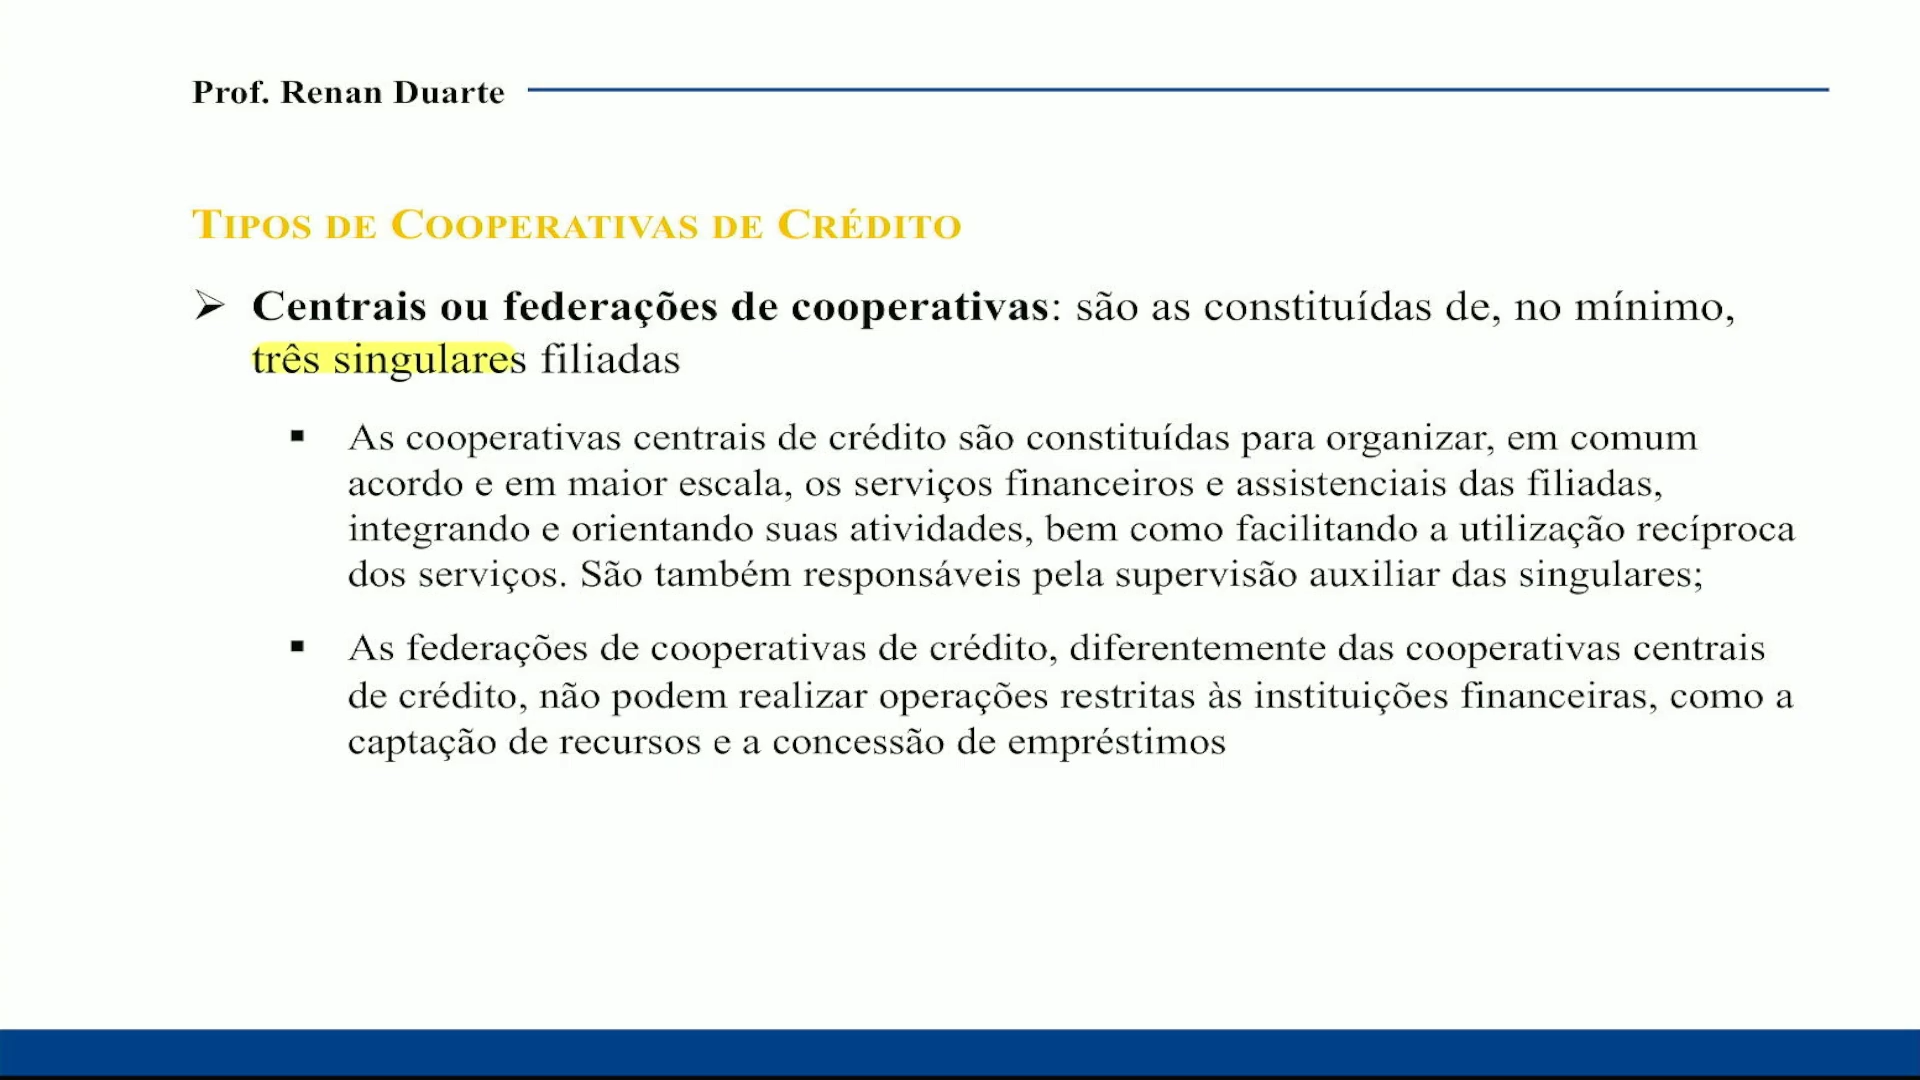 Prof. Renan Duarte
TIPOS DE COOPERATIVAS DE CRÉDITO
➢ Centrais ou federações de cooperativas: são as constituídas de, no mínimo,
três singulares filiadas
▪ As cooperativas centrais de crédito são constituídas para organizar, em comum
acordo e em maior escala, os serviços financeiros e assistenciais das filiadas,
integrando e orientando suas atividades, bem como facilitando a utilização recíproca
dos serviços. São também responsáveis pela supervisão auxiliar das singulares;
▪ As federações de cooperativas de crédito, diferentemente das cooperativas centrais
de crédito, não podem realizar operações restritas às instituições financeiras, como a
captação de recursos e a concessão de empréstimos